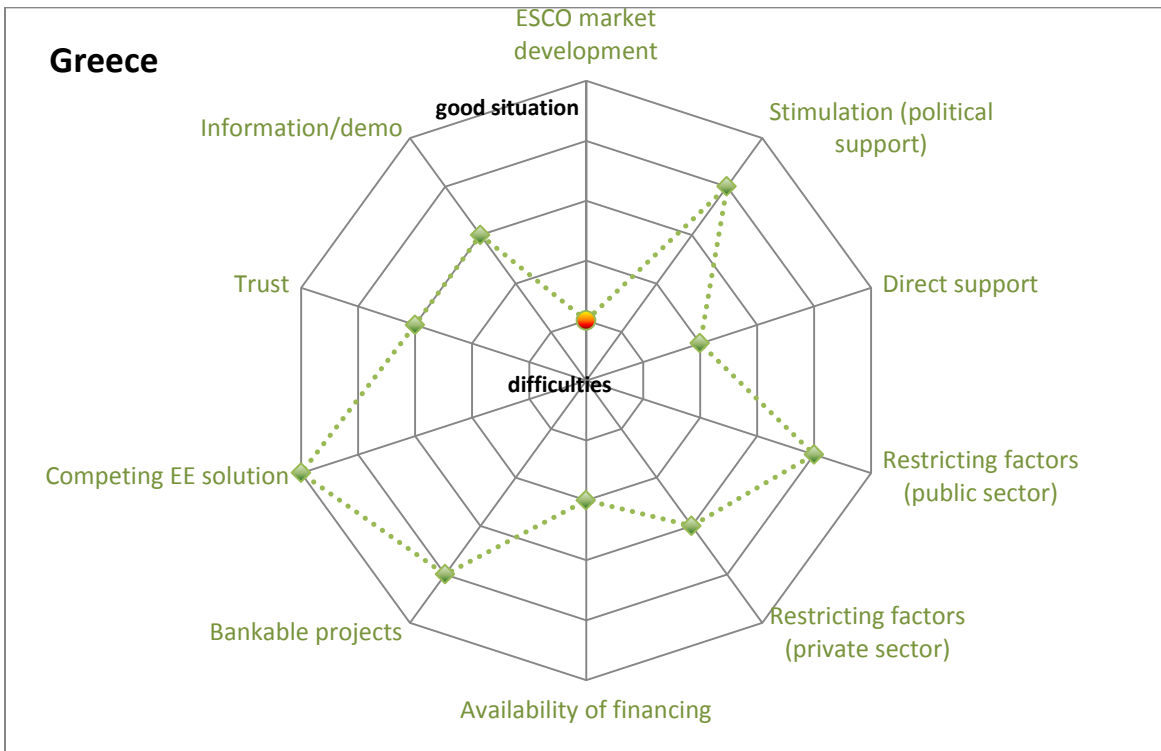 ESCO market
development
Greece
good situation
Stimulation (political
support)
Information/demo
Trust
Direct support
difficulties
Competing EE solution
Restricting factors
(public sector)
Bankable projects
Restricting factors
(private sector)
Availability of financing